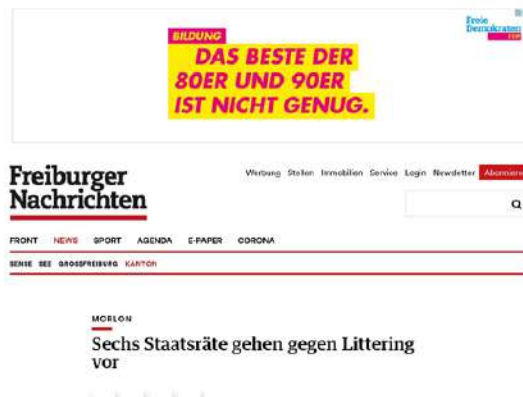 BILDUNG
DAS BESTE DER
80ER UND 90ER
IST NICHT GENUG.
Freie
Demokraten
FDP
Freiburger
Nachrichten
Werbung Stellen Immobilien Service Login Newsletter Abonniere
FRONT NEWS SPORT AGENDA E-PAPER CORONA
SENSE SEE GROSSFREIBURG KANTON
MORLON
Sechs Staatsräte gehen gegen Littering
vor